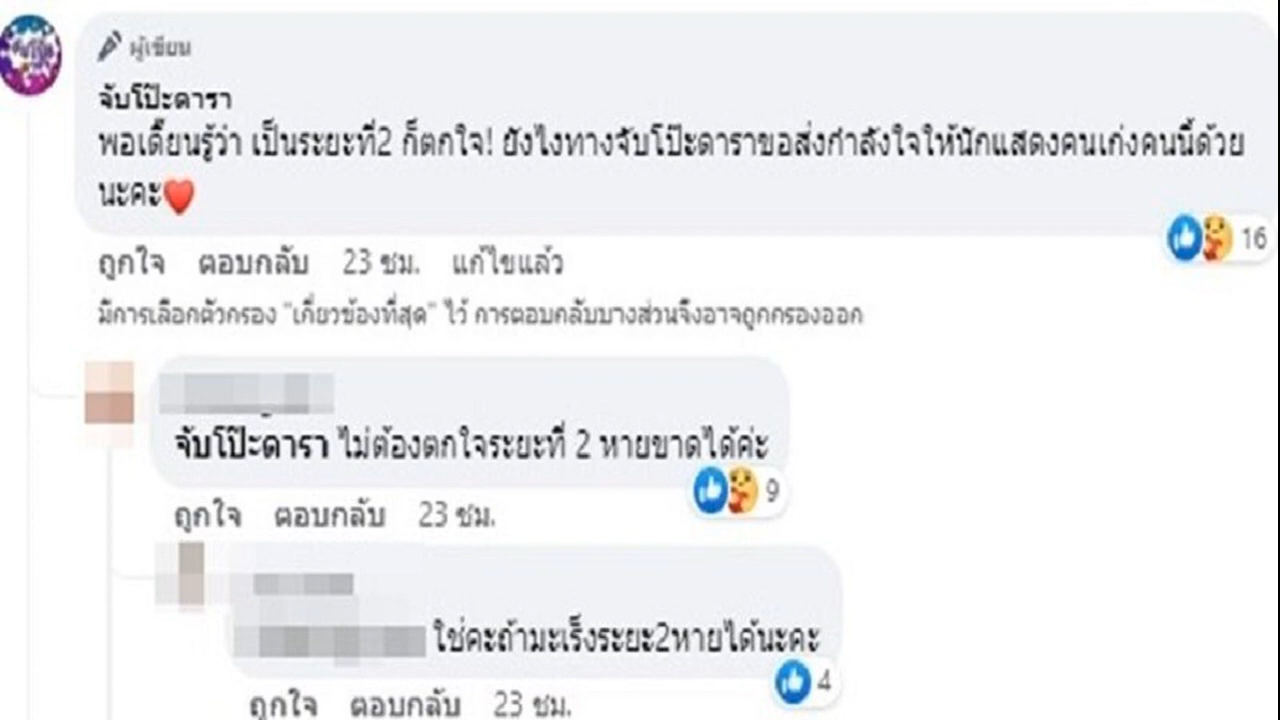 ผู้เขียน
จับโป๊ะดารา
พอเดี๊ยนรู้ว่า เป็นระยะที่2 ก็ตกใจ! ยังไงทางจับโป๊ะดาราขอส่งกำลังใจให้นักแสดงคนเก่งคนนี้ด้วย
นะคะ❤️
16
ถูกใจ ตอบกลับ 23 ชม. แก้ไขแล้ว
มีการเลือกตัวกรอง "เกี่ยวข้องที่สุด" ไว้ การตอบกลับบางส่วนจึงอาจถูกกรองออก
จับโป๊ะดารา ไม่ต้องตกใจระยะที่ 2 หายขาดได้ค่ะ
9
ถูกใจ ตอบกลับ 23 ชม.
ใช่คะถ้ามะเร็งระยะ2หายได้นะคะ
4
ถูกใจ ตอบกลับ 23 ชม.